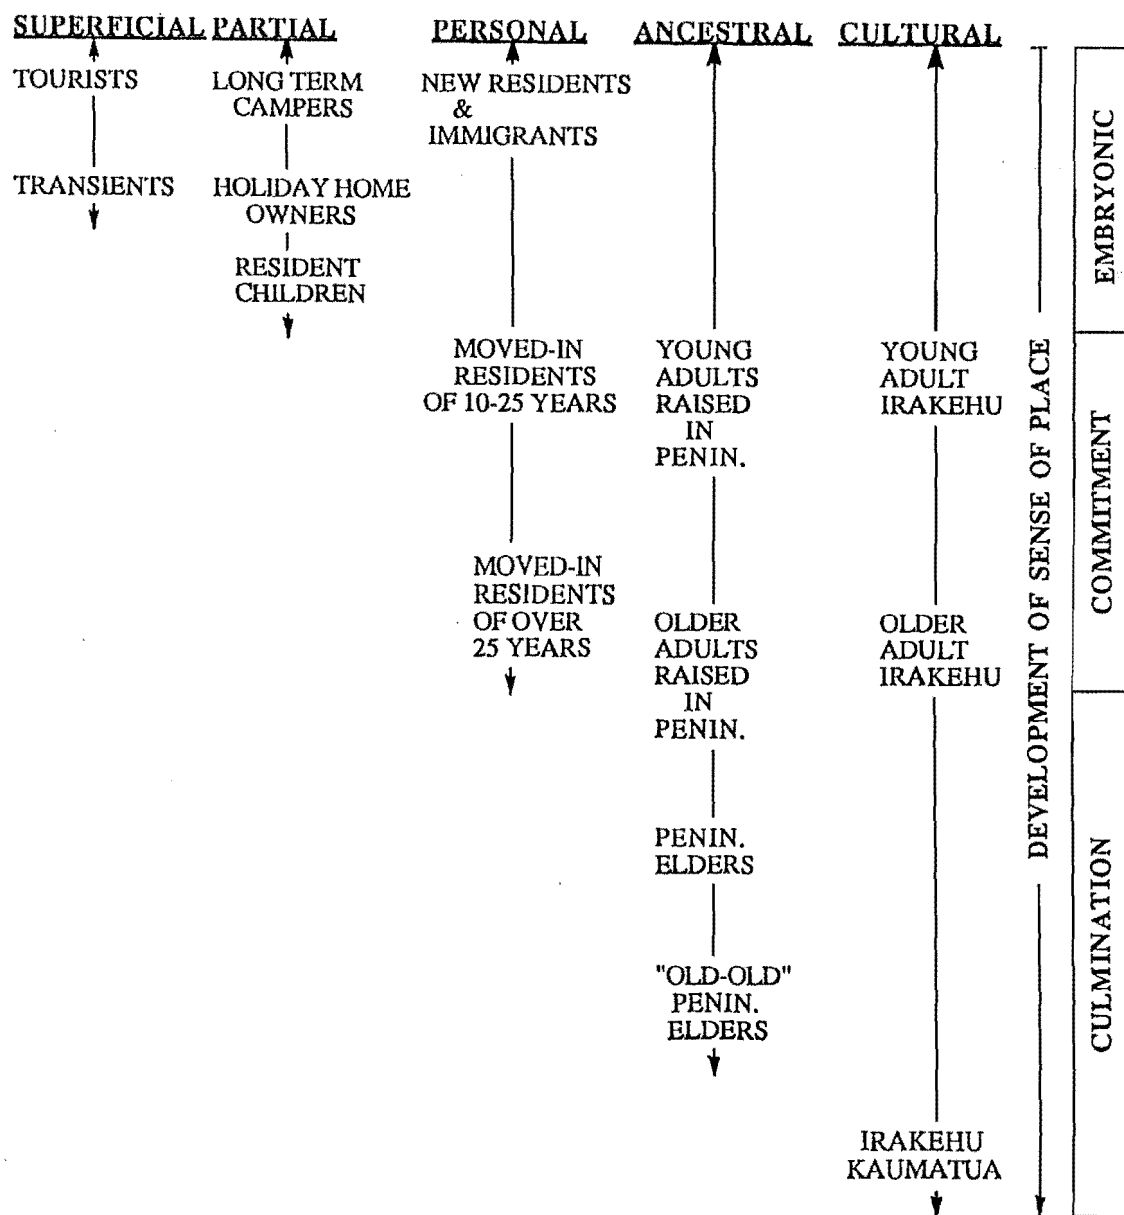 SUPERFICIAL PARTIAL PERSONAL ANCESTRAL CULTURAL
TOURISTS
TRANSIENTS
LONG TERM
CAMPERS
HOLIDAY HOME
OWNERS
RESIDENT
CHILDREN
NEW RESIDENTS
&
IMMIGRANTS
MOVED-IN
RESIDENTS
OF 10-25 YEARS
MOVED-IN
RESIDENTS
OF OVER
25 YEARS
YOUNG
ADULTS
RAISED
IN
PENIN.
OLDER
ADULTS
RAISED
IN
PENIN.
PENIN.
ELDERS
"OLD-OLD"
PENIN.
ELDERS
YOUNG
ADULT
IRAKEHU
OLDER
ADULT
IRAKEHU
IRAKEHU
KAUMATUA
DEVELOPMENT OF SENSE OF PLACE
EMBRYONIC
COMMITMENT
CULMINATION